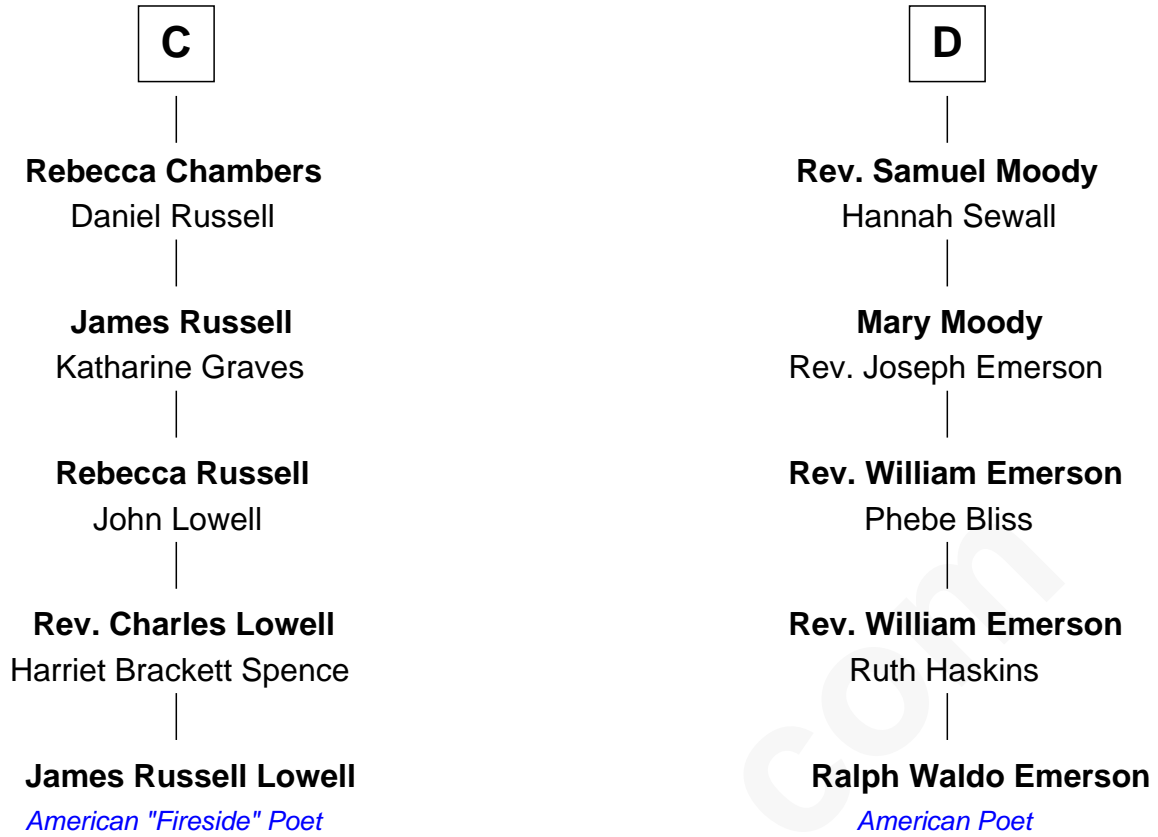 C
Rebecca Chambers
Daniel Russell
James Russell
Katharine Graves
Rebecca Russell
John Lowell
Rev. Charles Lowell
Harriet Brackett Spence
James Russell Lowell
American "Fireside" Poet
D
Rev. Samuel Moody
Hannah Sewall
Mary Moody
Rev. Joseph Emerson
Rev. William Emerson
Phebe Bliss
Rev. William Emerson
Ruth Haskins
Ralph Waldo Emerson
American Poet
com